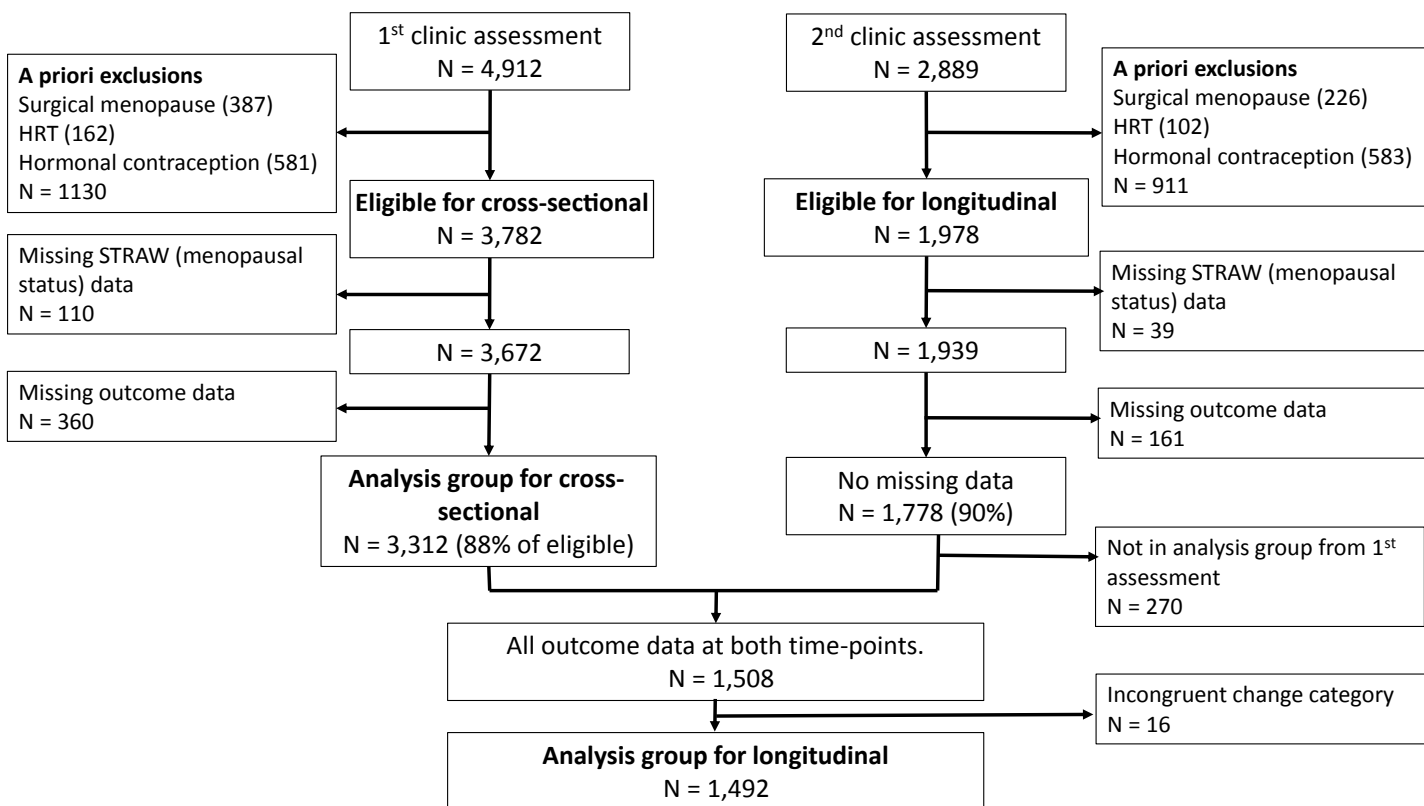 1st clinic assessment
N = 4,912
2nd clinic assessment
N = 2,889
A priori exclusions
Surgical menopause (387)
HRT (162)
Hormonal contraception (581)
N = 1130
A priori exclusions
Surgical menopause (226)
HRT (102)
Hormonal contraception (583)
N = 911
Eligible for cross-sectional
N = 3,782
Eligible for longitudinal
N = 1,978
Missing STRAW (menopausal
status) data
N = 110
Missing STRAW (menopausal
status) data
N = 39
N = 3,672
N = 1,939
Missing outcome data
N = 360
Missing outcome data
N = 161
Analysis group for cross-
sectional
N = 3,312 (88% of eligible)
No missing data
N = 1,778 (90%)
Not in analysis group from 1st
assessment
N = 270
All outcome data at both time-points.
N = 1,508
Incongruent change category
N = 16
Analysis group for longitudinal
N = 1,492